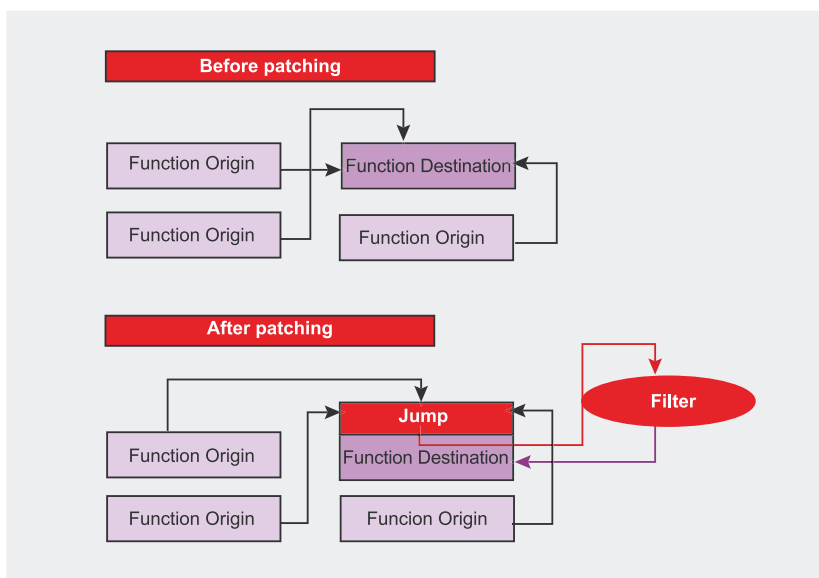 Before patching
Function Origin
Function Destination
Function Origin
Function Origin
After patching
Jump
Filter
Function Origin
Function Destination
Function Origin
Funcion Origin